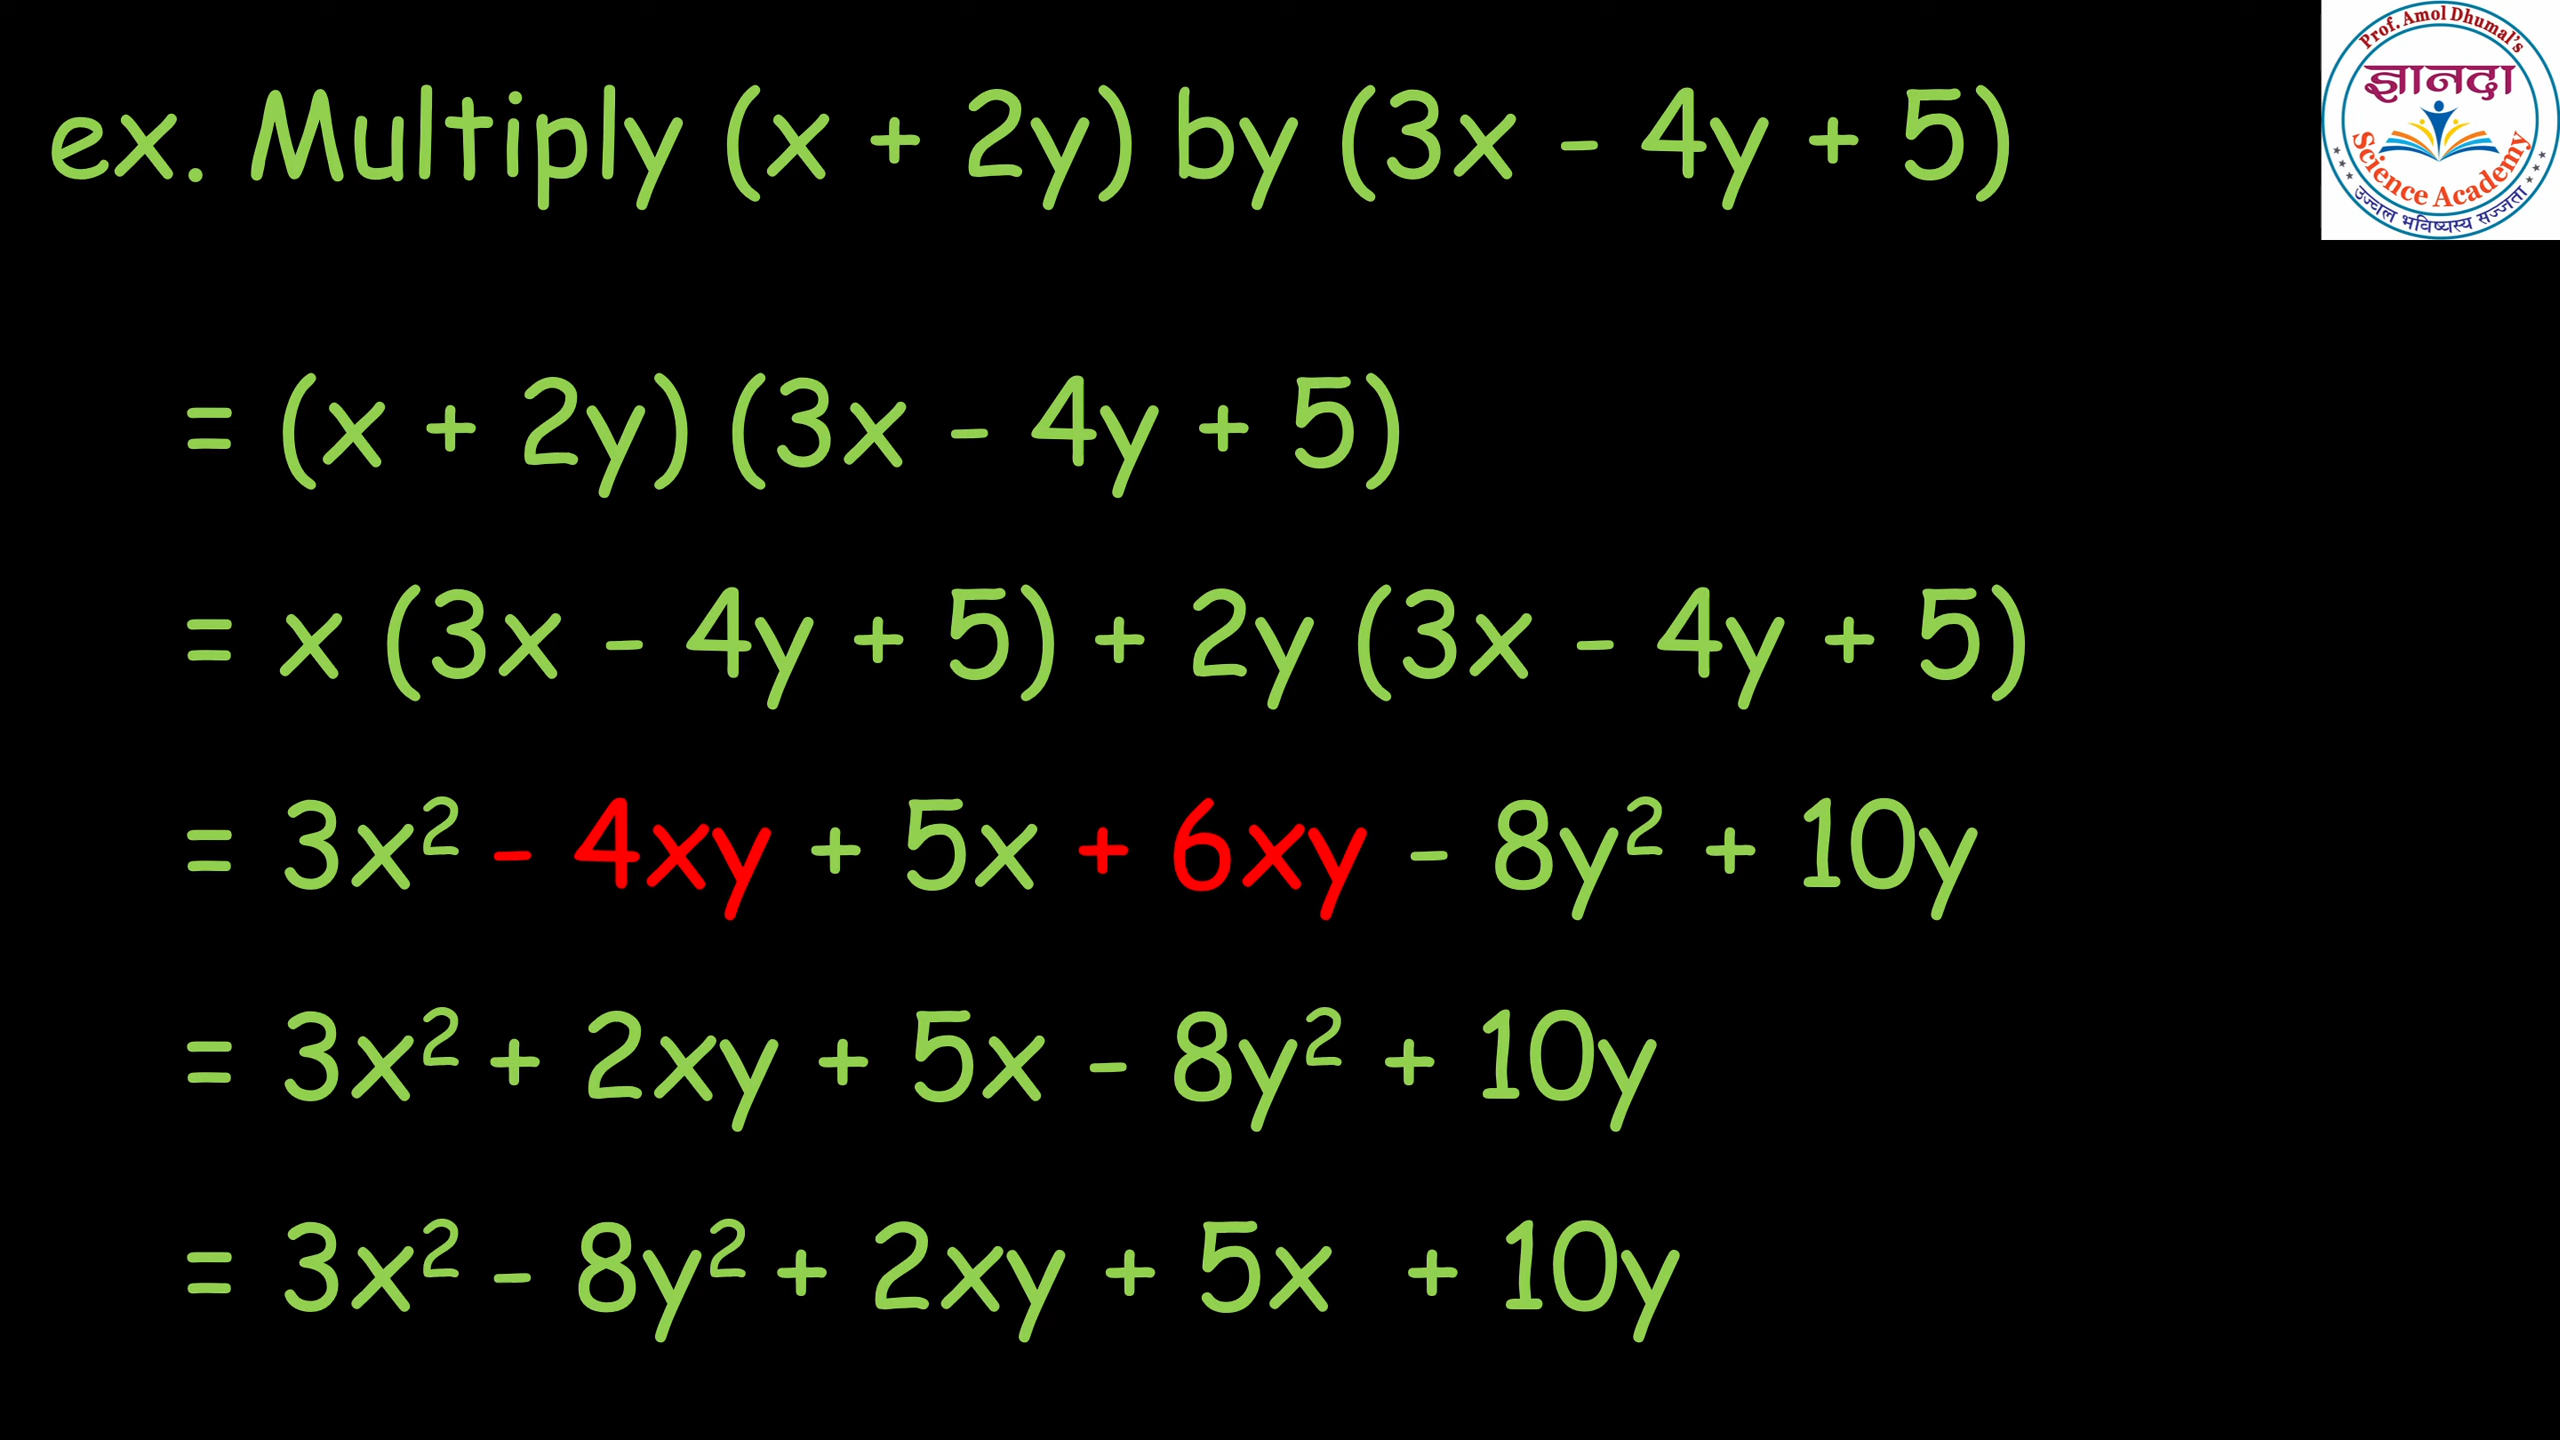 Prof. Amol Dhumal's
ज्ञानदा
Science Academy
उज्वल भविष्यस्य सज्जता
ex. Multiply (x + 2y) by (3x - 4y + 5)
= (x + 2y) (3x - 4y + 5)
= x (3x - 4y + 5) + 2y (3x - 4y + 5)
= 3x² - 4xy + 5x + 6xy - 8y² + 10y
= 3x² + 2xy + 5x - 8y² + 10y
= 3x² - 8y² + 2xy + 5x + 10y